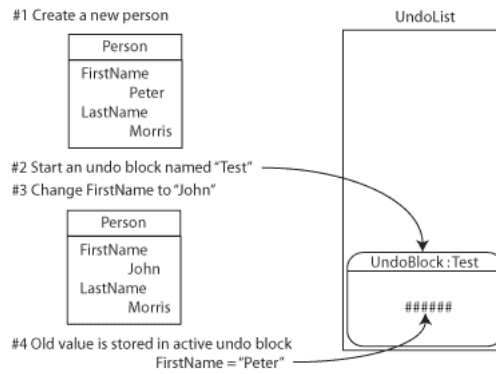 #1 Create a new person
Person
FirstName
Peter
LastName
Morris
#2 Start an undo block named "Test"
#3 Change FirstName to "John"
Person
FirstName
John
LastName
Morris
#4 Old value is stored in active undo block
FirstName = "Peter"
UndoList
UndoBlock : Test
######